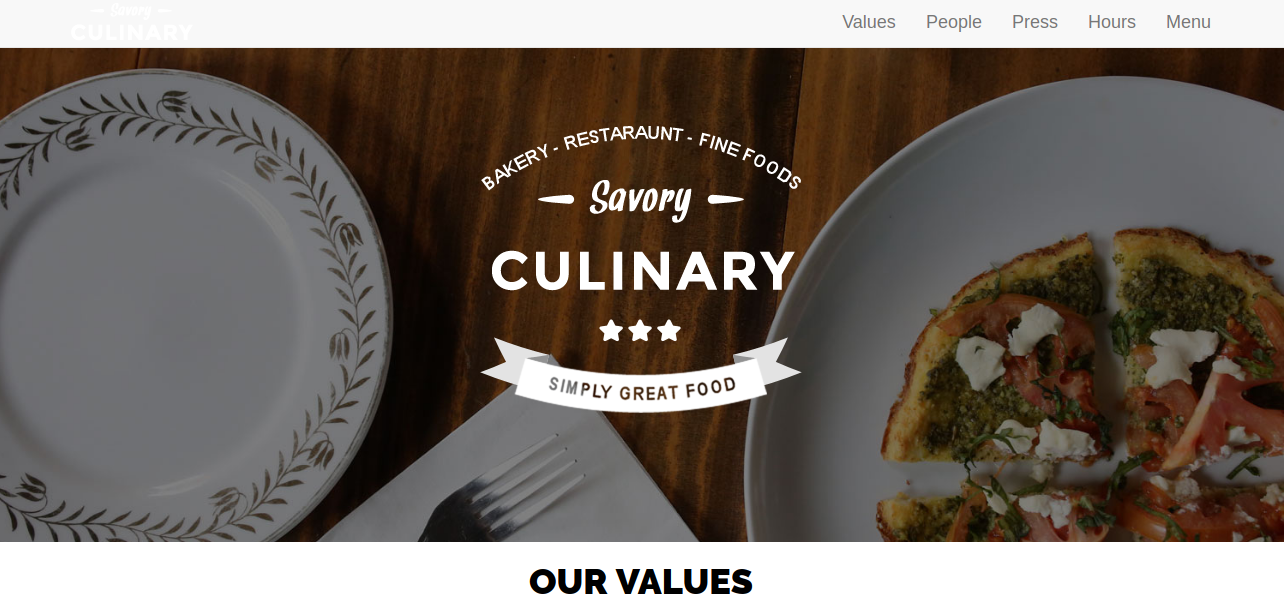 Savory
CULINARY
Values People Press Hours Menu
BAKERY - RESTARAUNT - FINE FOODS
Savory
CULINARY
SIMPLY GREAT FOOD
OUR VALUES